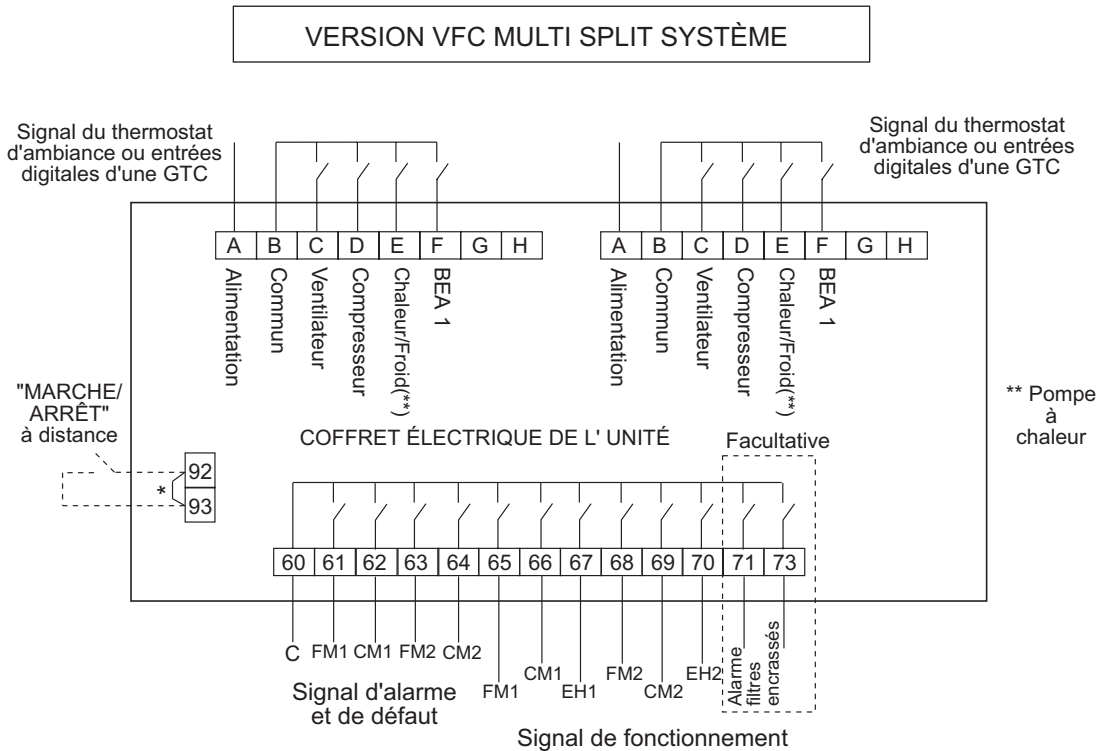 VERSION VFC MULTI SPLIT SYSTÈME
Signal du thermostat
d'ambiance ou entrées
digitales d'une GTC
Signal du thermostat
d'ambiance ou entrées
digitales d'une GTC
A B C D E F G H
A B C D E F G H
Alimentation
Commun
Ventilateur
Compresseur
Chaleur/Froid(**)
BEA 1
Alimentation
Commun
Ventilateur
Compresseur
Chaleur/Froid(**)
BEA 1
"MARCHE/
ARRÊT"
à distance
** Pompe
à
chaleur
COFFRET ÉLECTRIQUE DE L' UNITÉ
Facultative
92
*
93
60 61 62 63 64 65 66 67 68 69 70 71 73
C FM1 CM1 FM2 CM2
FM1 CM1 EH1 FM2 CM2 EH2
Alarme
filtres
encrassés
Signal d'alarme
et de défaut
Signal de fonctionnement